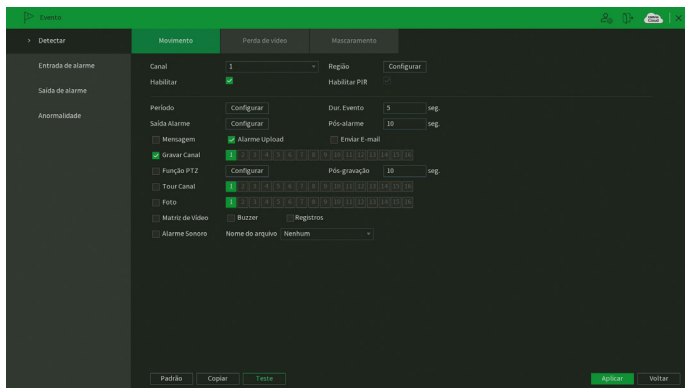 Evento
Detectar
Movimento
Perda de vídeo
Mascaramento
Entrada de alarme
Saída de alarme
Anormalidade
Canal 1 Região Configurar
Habilitar Habilitar PIR
Período Configurar Dur. Evento 5 seg.
Saída Alarme Configurar Pós-alarme 10 seg.
Mensagem Alarme Upload Enviar E-mail
Gravar Canal 1 2 3 4 5 6 7 8 9 10 11 12 13 14 15 16
Função PTZ Configurar Pós-gravação 10 seg.
Tour Canal 1 2 3 4 5 6 7 8 9 10 11 12 13 14 15 16
Foto 1 2 3 4 5 6 7 8 9 10 11 12 13 14 15 16
Matriz de Vídeo Buzzer Registros
Alarme Sonoro Nome do arquivo Nenhum
Padrão Copiar Teste Aplicar Voltar